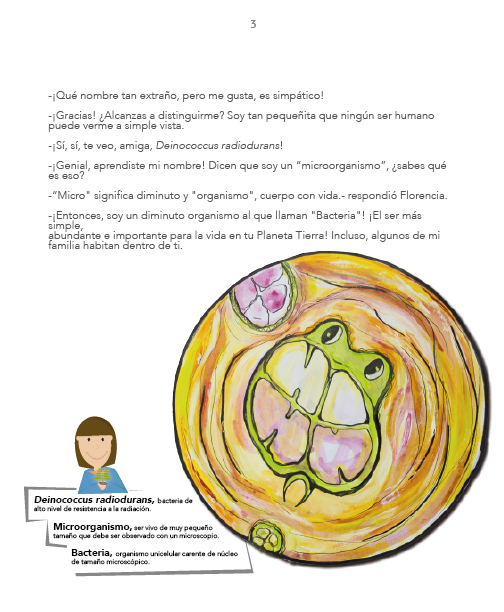 3
-¡Qué nombre tan extraño, pero me gusta, es simpático!
-¡Gracias! ¿Alcanzas a distinguirme? Soy tan pequeñita que ningún ser humano
puede verme a simple vista.
-¡Sí, sí, te veo, amiga, Deinococcus radiodurans!
-¡Genial, aprendiste mi nombre! Dicen que soy un “microorganismo”, ¿sabes qué
es eso?
-“Micro" significa diminuto y "organismo", cuerpo con vida.- respondió Florencia.
-¡Entonces, soy un diminuto organismo al que llaman "Bacteria"! ¡El ser más
simple,
abundante e importante para la vida en tu Planeta Tierra! Incluso, algunos de mi
familia habitan dentro de ti.
Deinococcus radiodurans, bacteria de
alto nivel de resistencia a la radiación.
Microorganismo, ser vivo de muy pequeño
tamaño que debe ser observado con un microscopio.
Bacteria, organismo unicelular carente de núcleo
de tamaño microscópico.